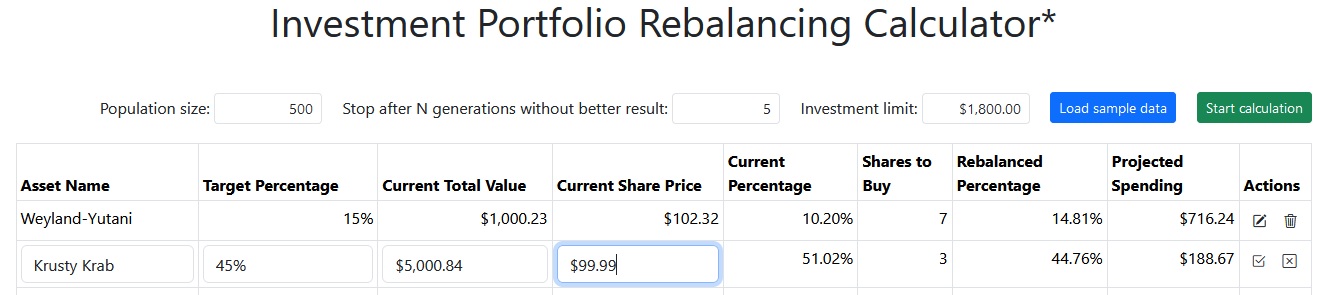 Investment Portfolio Rebalancing Calculator*
Population size: 500 Stop after N generations without better result: 5 Investment limit: $1,800.00 Load sample data Start calculation
Asset Name Target Percentage Current Total Value Current Share Price Current Percentage Shares to Buy Rebalanced Percentage Projected Spending Actions
Weyland-Yutani 15% $1,000.23 $102.32 10.20% 7 14.81% $716.24
Krusty Krab 45% $5,000.84 $99.99 51.02% 3 44.76% $188.67